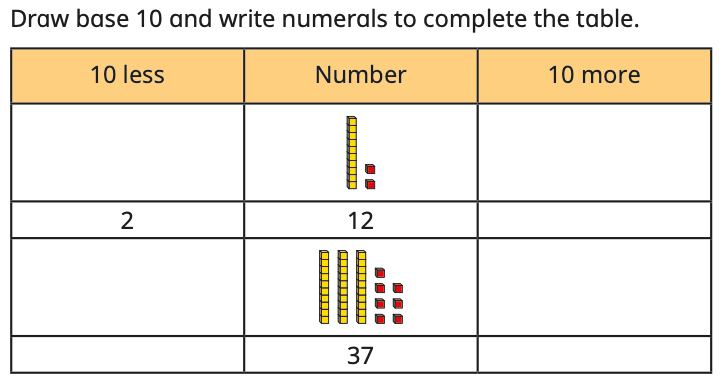 Draw base 10 and write numerals to complete the table.
10 less Number 10 more
2 12
37